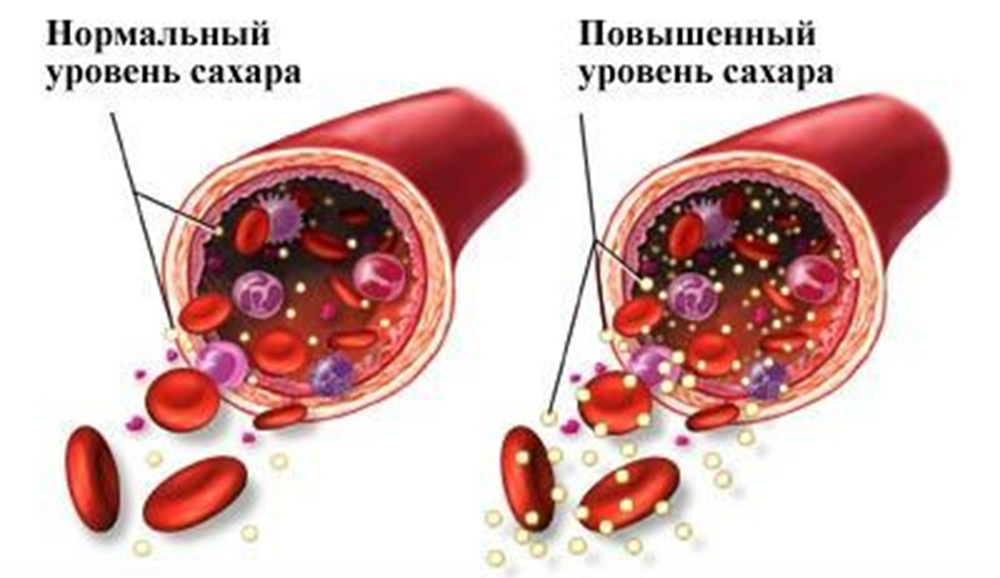 Нормальный
уровень сахара
Повышенный
уровень сахара